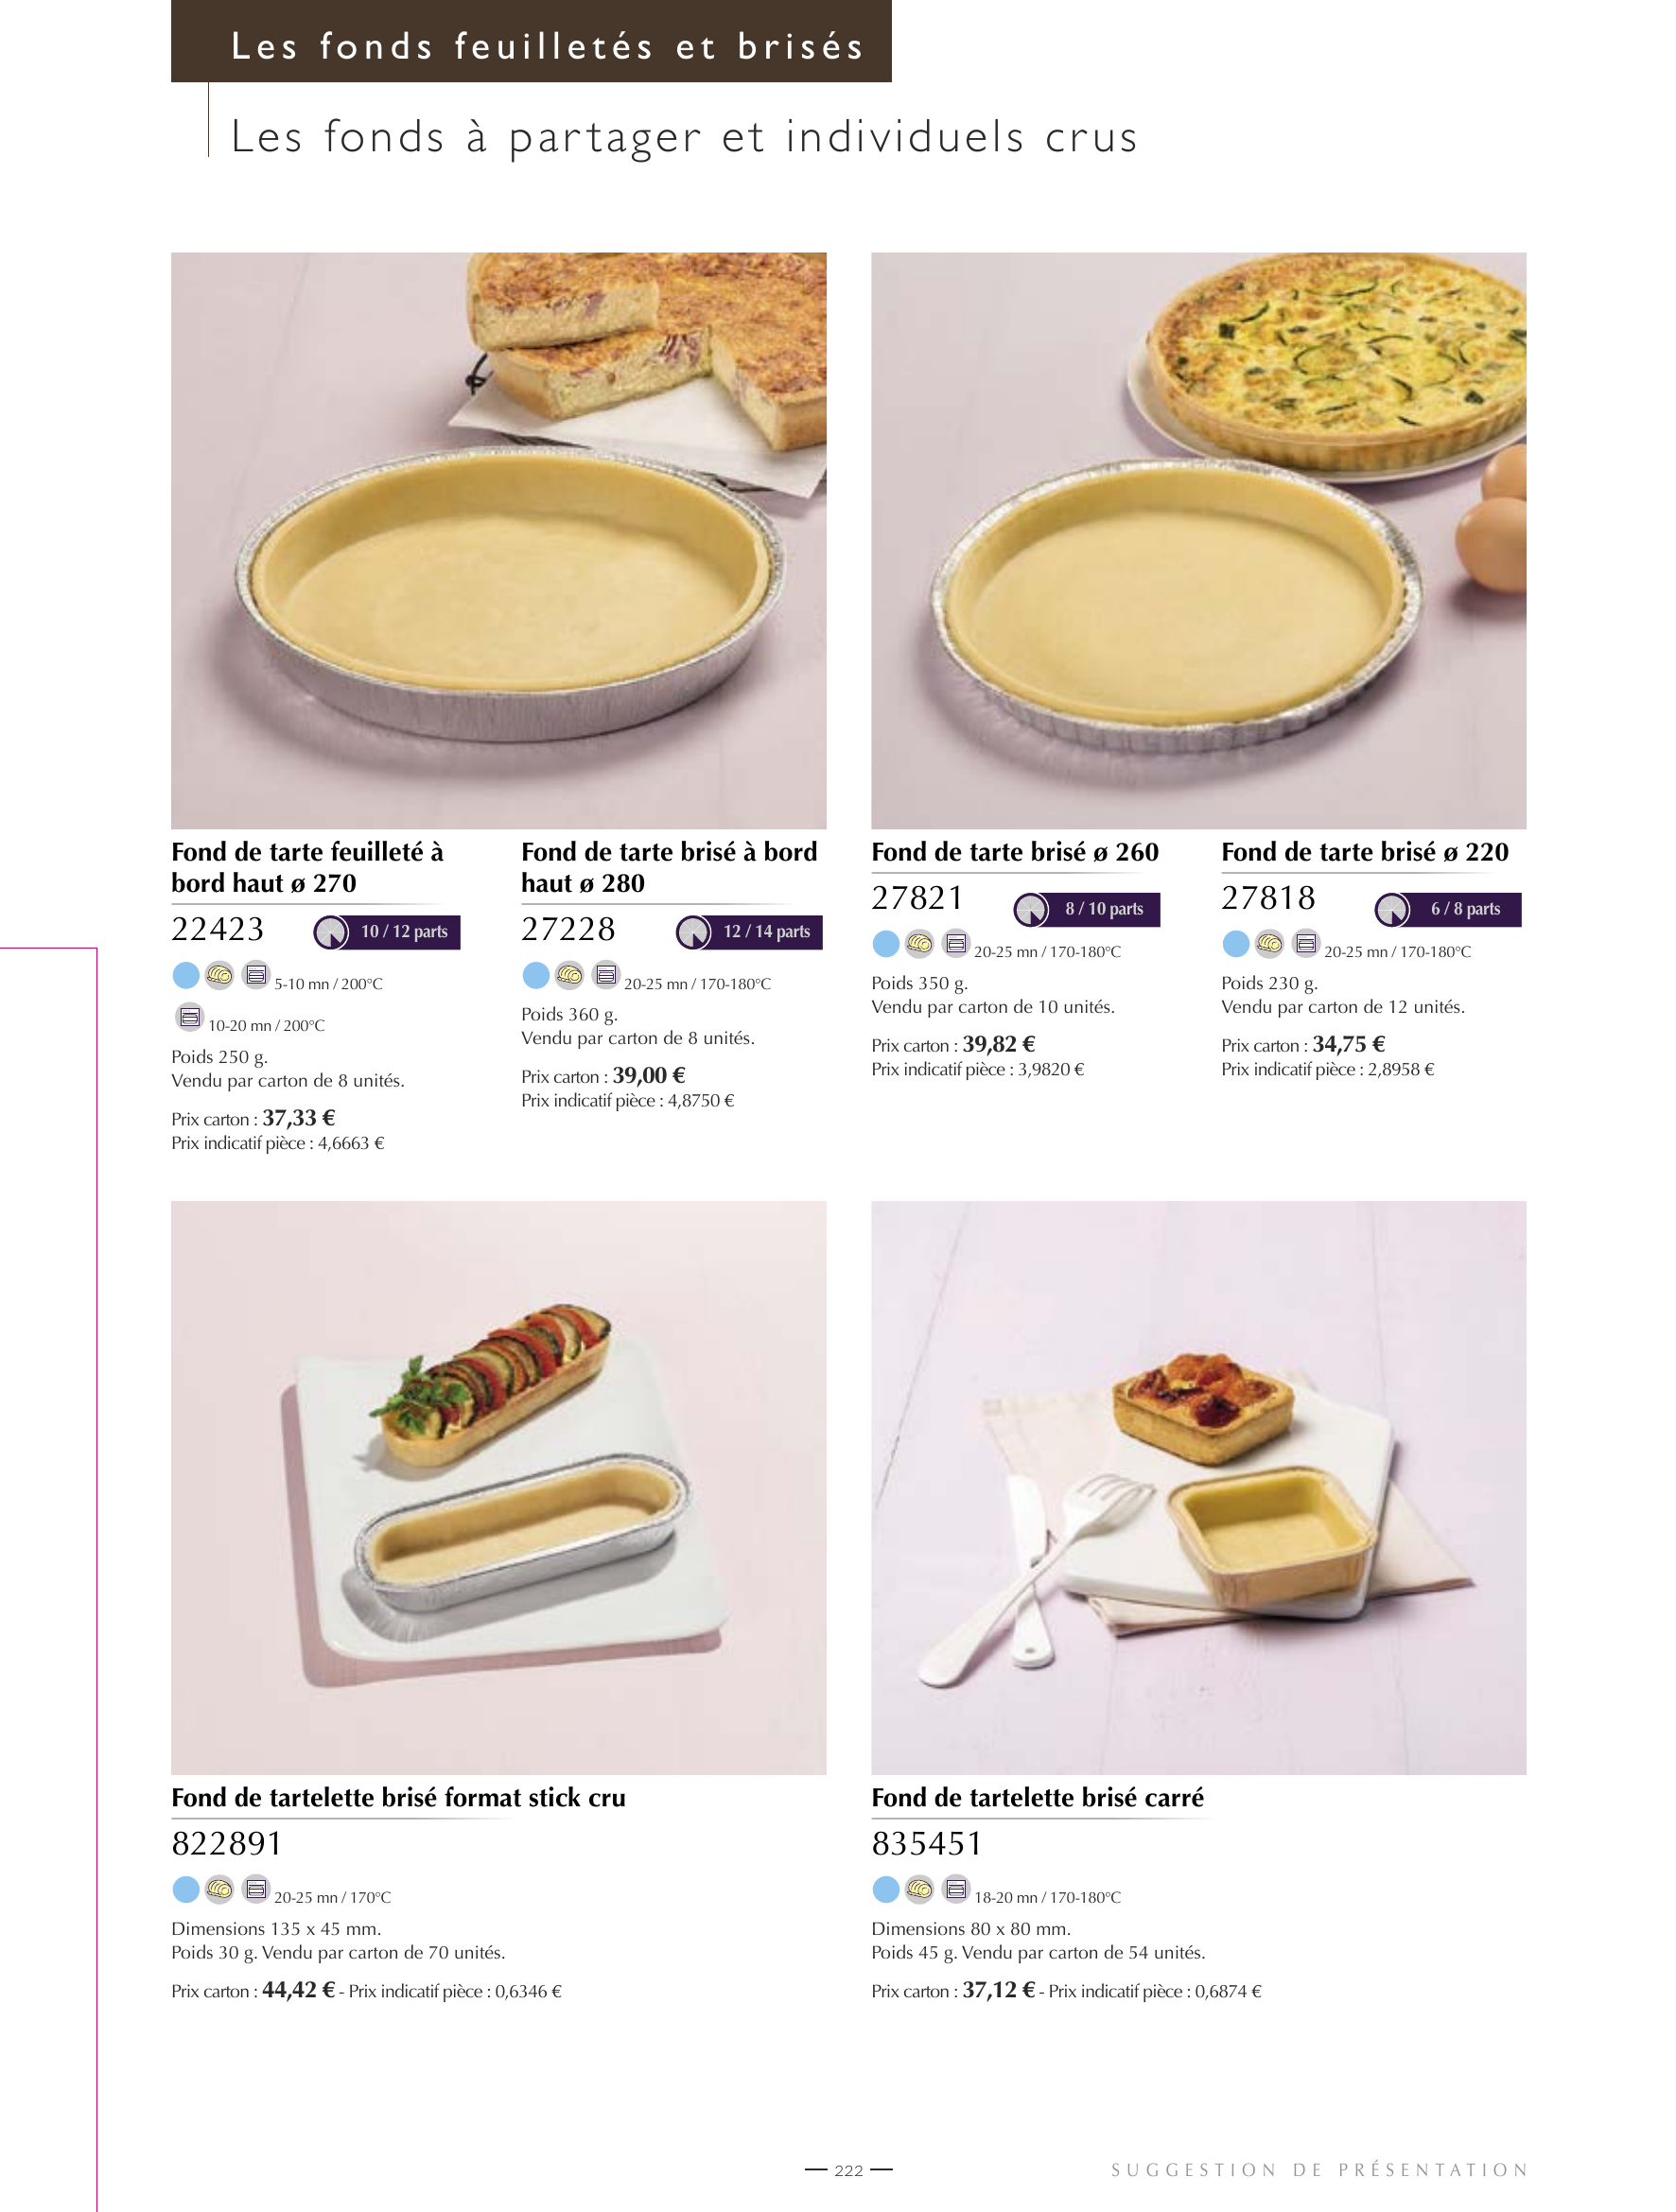 Les fonds feuilletés et brisés
Les fonds à partager et individuels crus
Fond de tarte feuilleté à
bord haut ø 270
22423
10 / 12 parts
5-10 mn / 200°C
10-20 mn / 200°C
Poids 250 g.
Vendu par carton de 8 unités.
Prix carton : 37,33 €
Prix indicatif pièce : 4,6663 €
Fond de tarte brisé à bord
haut ø 280
27228
12 / 14 parts
20-25 mn / 170-180°C
Poids 360 g.
Vendu par carton de 8 unités.
Prix carton : 39,00 €
Prix indicatif pièce : 4,8750 €
Fond de tarte brisé ø 260
27821
8 / 10 parts
20-25 mn / 170-180°C
Poids 350 g.
Vendu par carton de 10 unités.
Prix carton : 39,82 €
Prix indicatif pièce : 3,9820 €
Fond de tarte brisé ø 220
27818
6 / 8 parts
20-25 mn / 170-180°C
Poids 230 g.
Vendu par carton de 12 unités.
Prix carton : 34,75 €
Prix indicatif pièce : 2,8958 €
Fond de tartelette brisé format stick cru
822891
20-25 mn / 170°C
Dimensions 135 x 45 mm.
Poids 30 g. Vendu par carton de 70 unités.
Prix carton : 44,42 € - Prix indicatif pièce : 0,6346 €
Fond de tartelette brisé carré
835451
18-20 mn / 170-180°C
Dimensions 80 x 80 mm.
Poids 45 g. Vendu par carton de 54 unités.
Prix carton : 37,12 € - Prix indicatif pièce : 0,6874 €
222
SUGGESTION DE PRÉSENTATION